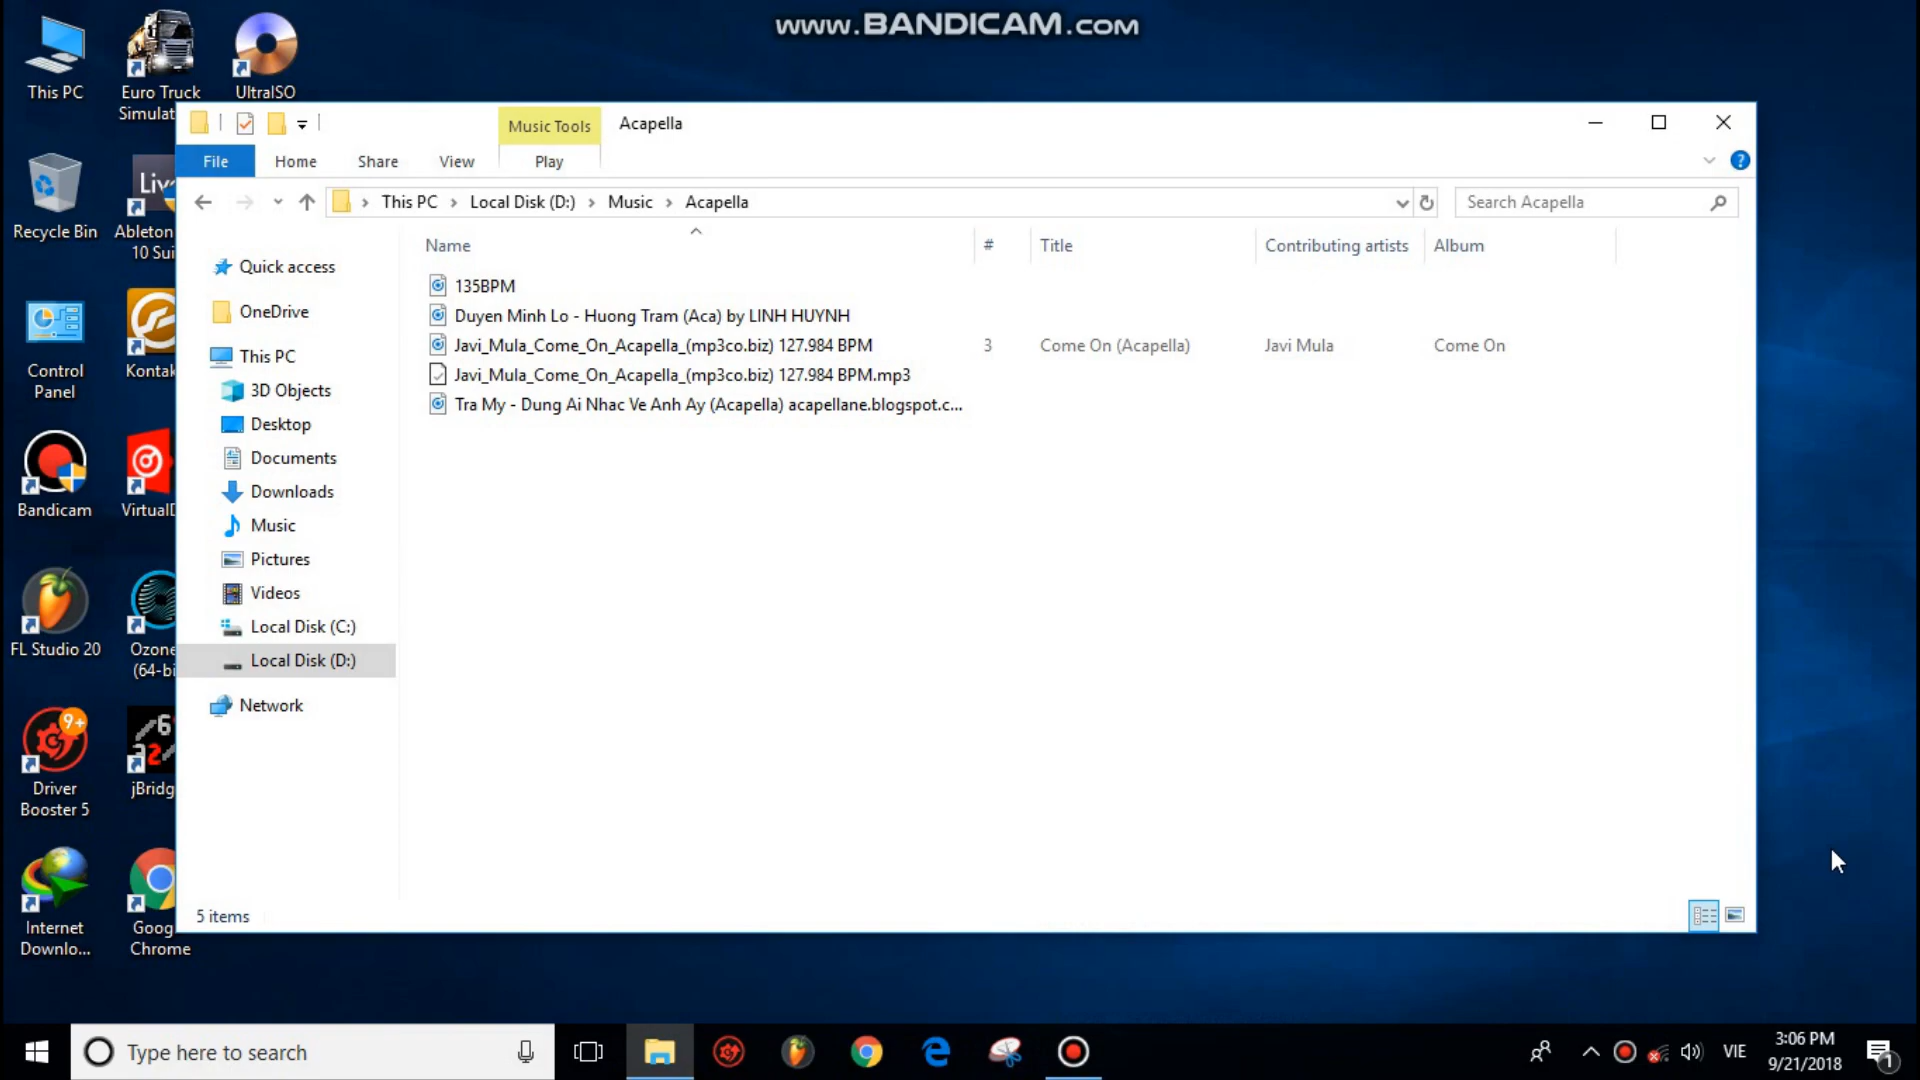 www.BANDICAM.com
This PC
Euro Truck
Simulat
UltraISO
Recycle Bin
Ableton
10 Sui
Control
Panel
Kontak
Bandicam
VirtualD
FL Studio 20
Ozone
(64-bi
9+
Driver
Booster 5
jBridg
Internet
Downlo...
Goog
Chrome
Music Tools
Acapella
File
Home
Share
View
Play
This PC
Local Disk (D:)
Music
Acapella
Search Acapella
Name
#
Title
Contributing artists
Album
135BPM
Duyen Minh Lo - Huong Tram (Aca) by LINH HUYNH
Javi_Mula_Come_On_Acapella_(mp3co.biz) 127.984 BPM
3
Come On (Acapella)
Javi Mula
Come On
Javi_Mula_Come_On_Acapella_(mp3co.biz) 127.984 BPM.mp3
Tra My - Dung Ai Nhac Ve Anh Ay (Acapella) acapellane.blogspot.c...
Quick access
OneDrive
This PC
3D Objects
Desktop
Documents
Downloads
Music
Pictures
Videos
Local Disk (C:)
Local Disk (D:)
Network
5 items
Type here to search
VIE
3:06 PM
9/21/2018
1